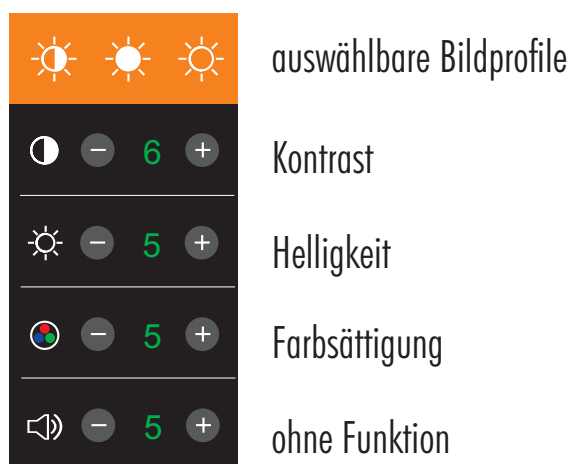 auswählbare Bildprofile
− 6 + Kontrast
− 5 + Helligkeit
− 5 + Farbsättigung
− 5 + ohne Funktion